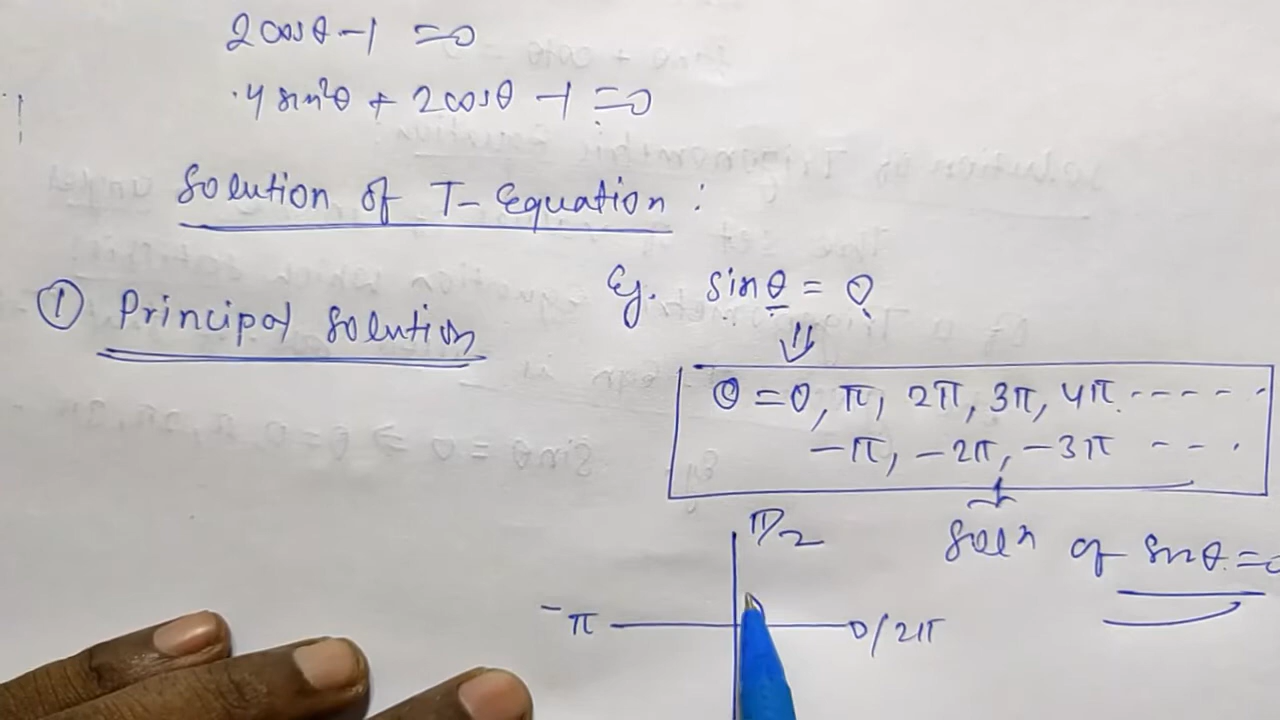 2cosθ-1 =0
4 sin²θ + 2cosθ -1 =0
Solution of T- Equation :
① Principal Solution
Eg. sinθ = 0
⇓
θ = 0, π, 2π, 3π, 4π.-----
-π, -2π, -3π --.
Solⁿ of sinθ.=0
π/2
-π
0/2π